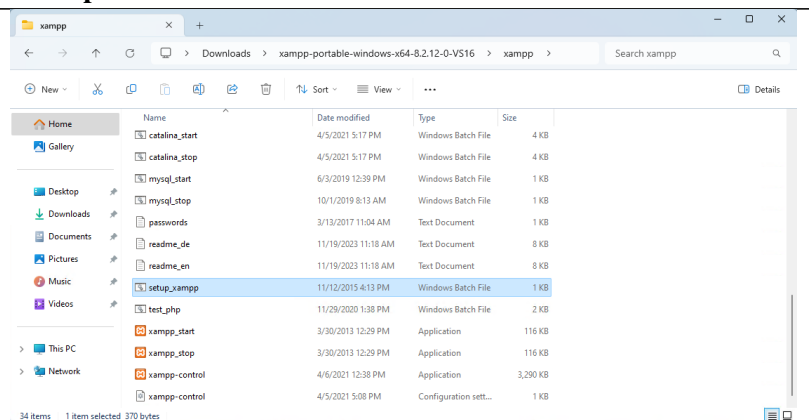 xampp
Downloads > xampp-portable-windows-x64-8.2.12-0-VS16 > xampp > Search xampp
New Sort View Details
Name Date modified Type Size
Home
Gallery
Desktop
Downloads
Documents
Pictures
Music
Videos
This PC
Network
catalina_start 4/5/2021 5:17 PM Windows Batch File 4 KB
catalina_stop 4/5/2021 5:17 PM Windows Batch File 4 KB
mysql_start 6/3/2019 12:39 PM Windows Batch File 1 KB
mysql_stop 10/1/2019 8:13 AM Windows Batch File 1 KB
passwords 3/13/2017 11:04 AM Text Document 1 KB
readme_de 11/19/2023 11:18 AM Text Document 8 KB
readme_en 11/19/2023 11:18 AM Text Document 8 KB
setup_xampp 11/12/2015 4:13 PM Windows Batch File 1 KB
test_php 11/29/2020 1:38 PM Windows Batch File 2 KB
xampp_start 3/30/2013 12:29 PM Application 116 KB
xampp_stop 3/30/2013 12:29 PM Application 116 KB
xampp-control 4/6/2021 12:38 PM Application 3,290 KB
xampp-control 4/5/2021 5:08 PM Configuration sett... 1 KB
34 items 1 item selected 370 bytes